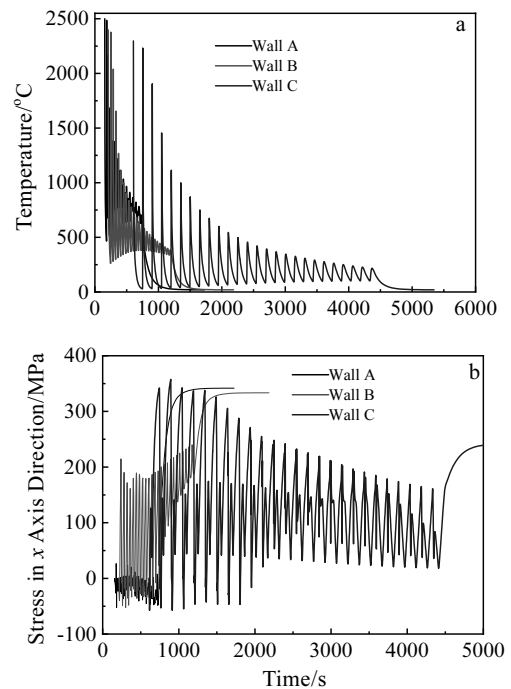 a
2500
2000
1500
1000
500
0
Temperature/°C
Wall A
Wall B
Wall C
0 1000 2000 3000 4000 5000 6000
b
400
300
200
100
0
-100
Stress in x Axis Direction/MPa
Wall A
Wall B
Wall C
0 1000 2000 3000 4000 5000
Time/s